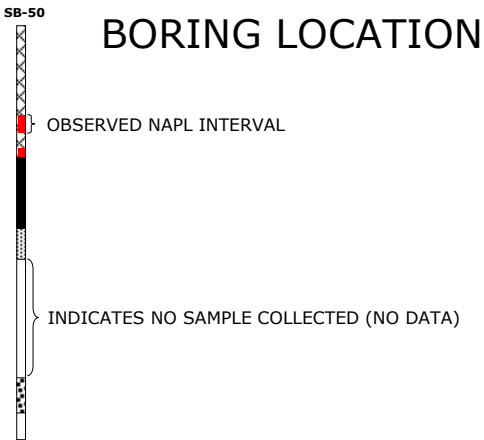 SB-50
BORING LOCATION
OBSERVED NAPL INTERVAL
INDICATES NO SAMPLE COLLECTED (NO DATA)